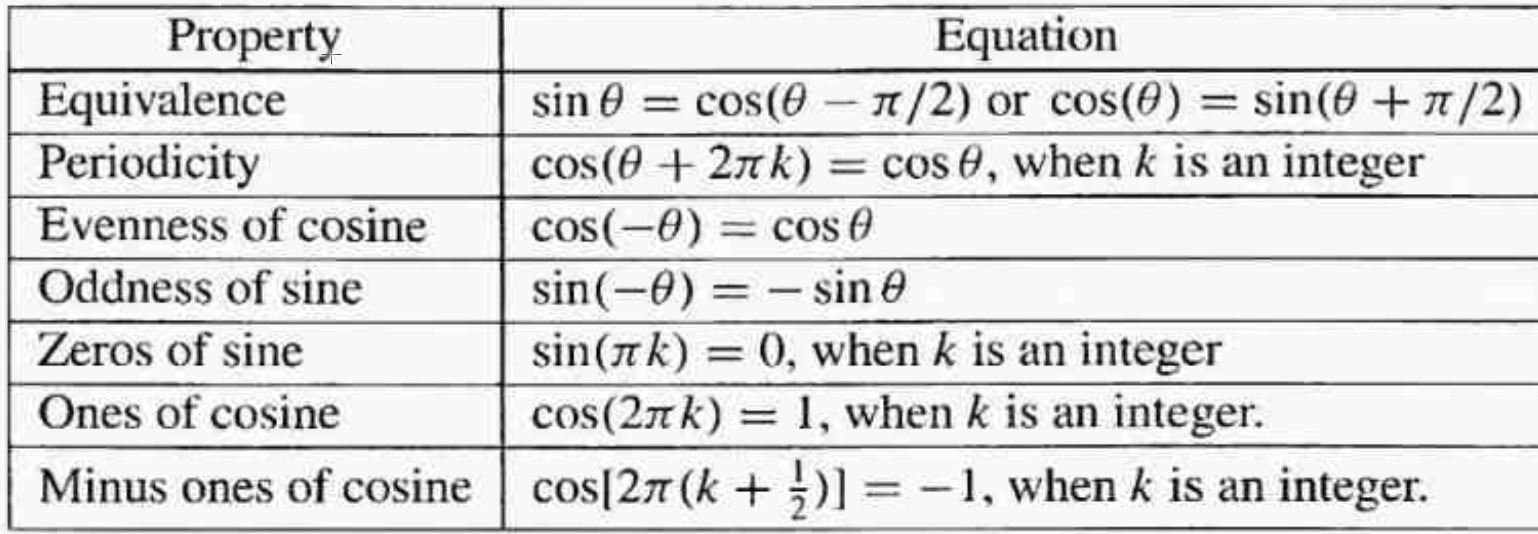 Property Equation
Equivalence sin θ = cos(θ − π/2) or cos(θ) = sin(θ + π/2)
Periodicity cos(θ + 2πk) = cos θ, when k is an integer
Evenness of cosine cos(−θ) = cos θ
Oddness of sine sin(−θ) = − sin θ
Zeros of sine sin(πk) = 0, when k is an integer
Ones of cosine cos(2πk) = 1, when k is an integer.
Minus ones of cosine cos[2π(k + ½)] = −1, when k is an integer.